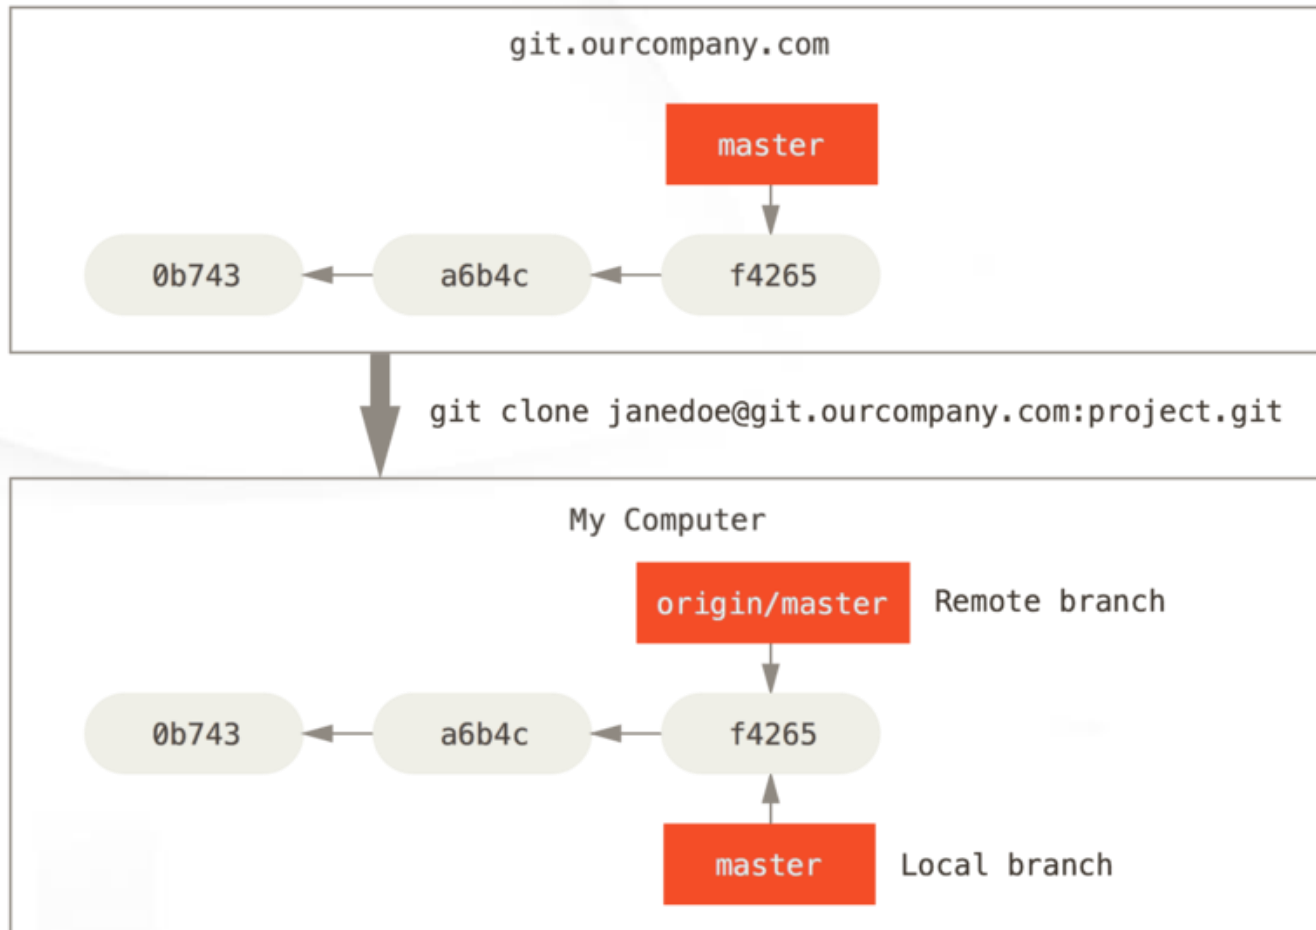 git.ourcompany.com
master
0b743 a6b4c f4265
git clone janedoe@git.ourcompany.com:project.git
My Computer
origin/master Remote branch
0b743 a6b4c f4265
master Local branch